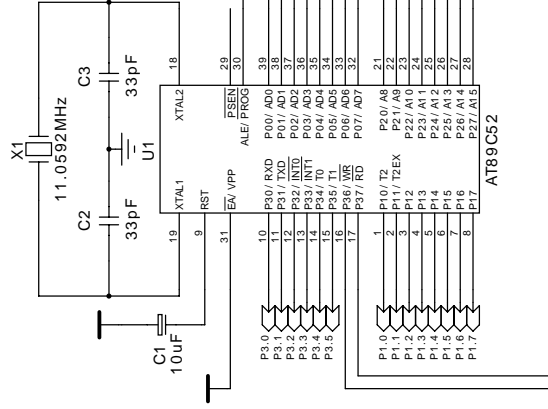 X1
11.0592MHz
C2
33pF
C3
33pF
U1
C1
10uF
19 XTAL1 XTAL2 18
9 RST
PSEN 29
31 EA/ VPP
ALE/ PROG 30
P3.0 10 P30/ RXD P00/ AD0 39
P3.1 11 P31/ TXD P01/ AD1 38
P3.2 12 P32/ INT0 P02/ AD2 37
P3.3 13 P33/ INT1 P03/ AD3 36
P3.4 14 P34/ T0 P04/ AD4 35
P3.5 15 P35/ T1 P05/ AD5 34
16 P36/ WR P06/ AD6 33
17 P37/ RD P07/ AD7 32
P1.0 1 P10/ T2 P20/ A8 21
P1.1 2 P11/ T2EX P21/ A9 22
P1.2 3 P12 P22/ A10 23
P1.3 4 P13 P23/ A11 24
P1.4 5 P14 P24/ A12 25
P1.5 6 P15 P25/ A13 26
P1.6 7 P16 P26/ A14 27
P1.7 8 P17 P27/ A15 28
AT89C52